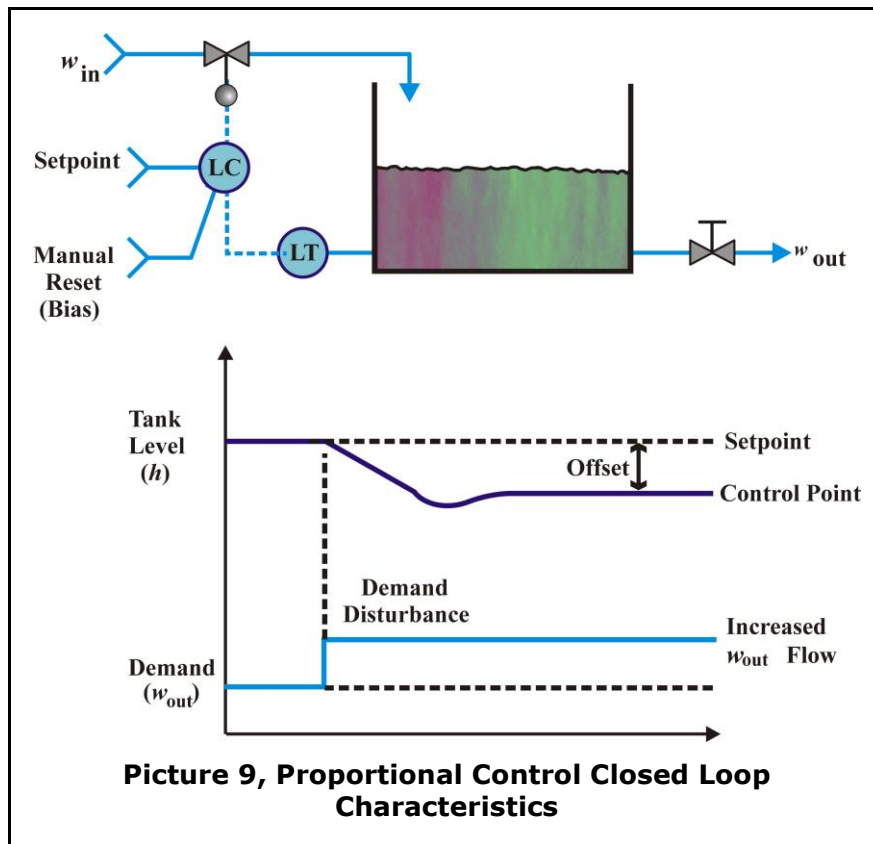 w in
Setpoint
LC
Manual
Reset
(Bias)
LT
w out
Tank
Level
(h)
Setpoint
Offset
Control Point
Demand
Disturbance
Increased
w out Flow
Demand
(w out)
Picture 9, Proportional Control Closed Loop
Characteristics